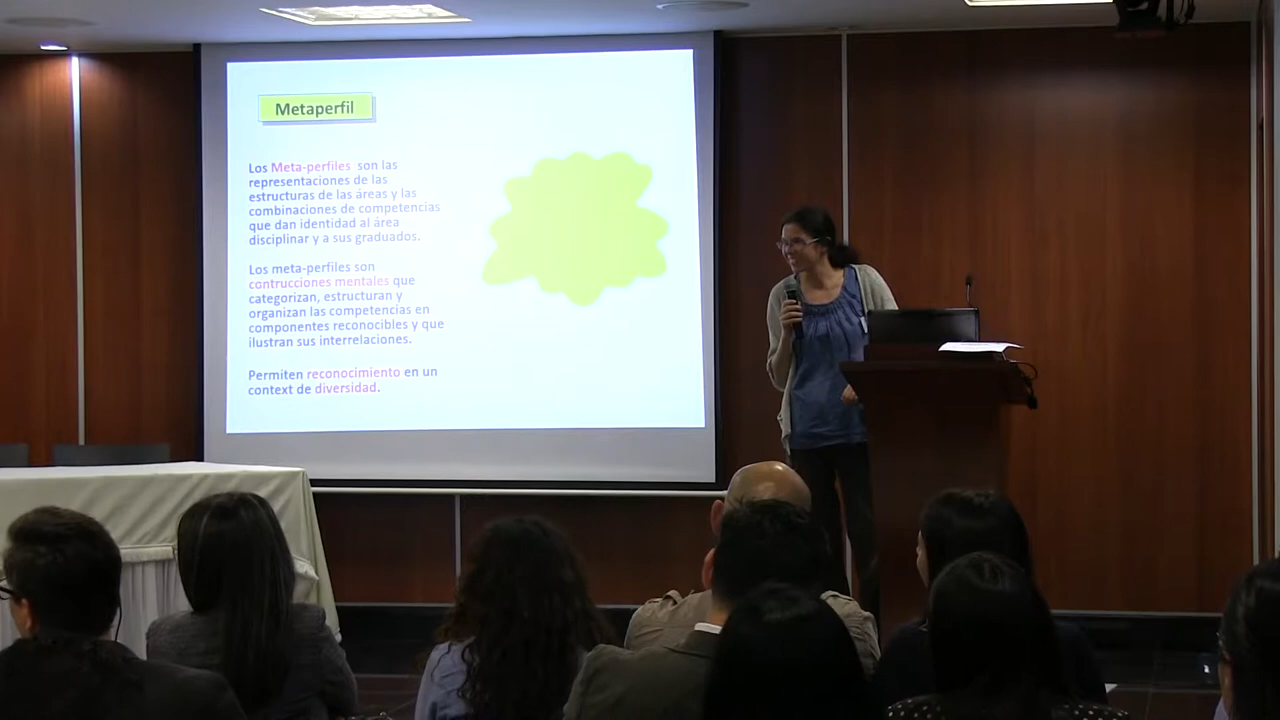 Metaperfil
Los Meta-perfiles son las
representaciones de las
estructuras de las áreas y las
combinaciones de competencias
que dan identidad al área
disciplinar y a sus graduados.
Los meta-perfiles son
contrucciones mentales que
categorizan, estructuran y
organizan las competencias en
componentes reconocibles y que
ilustran sus interrelaciones.
Permiten reconocimiento en un
context de diversidad.